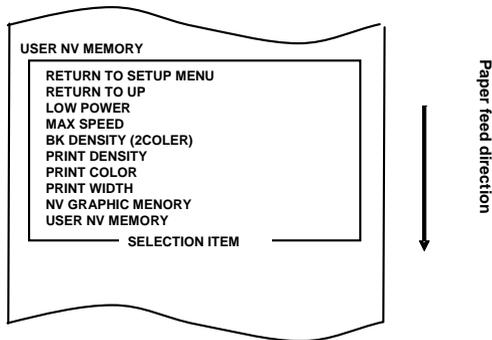 USER NV MEMORY
RETURN TO SETUP MENU
RETURN TO UP
LOW POWER
MAX SPEED
BK DENSITY (2COLER)
PRINT DENSITY
PRINT COLOR
PRINT WIDTH
NV GRAPHIC MENORY
USER NV MEMORY
SELECTION ITEM
Paper feed direction